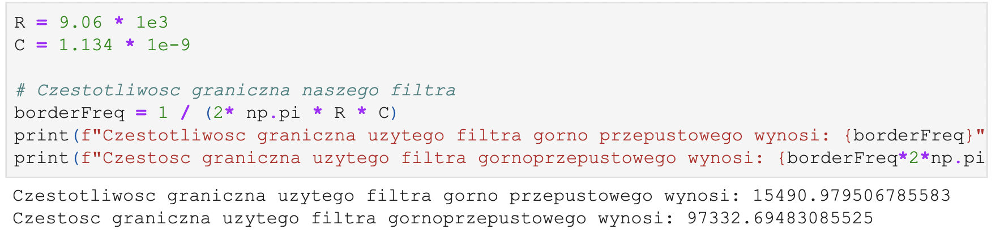 R = 9.06 * 1e3
C = 1.134 * 1e-9
# Czestotliwosc graniczna naszego filtra
borderFreq = 1 / (2* np.pi * R * C)
print(f"Czestotliwosc graniczna uzytego filtra gorno przepustowego wynosi: {borderFreq}"
print(f"Czestosc graniczna uzytego filtra gornoprzepustowego wynosi: {borderFreq*2*np.pi
Czestotliwosc graniczna uzytego filtra gorno przepustowego wynosi: 15490.979506785583
Czestosc graniczna uzytego filtra gornoprzepustowego wynosi: 97332.69483085525